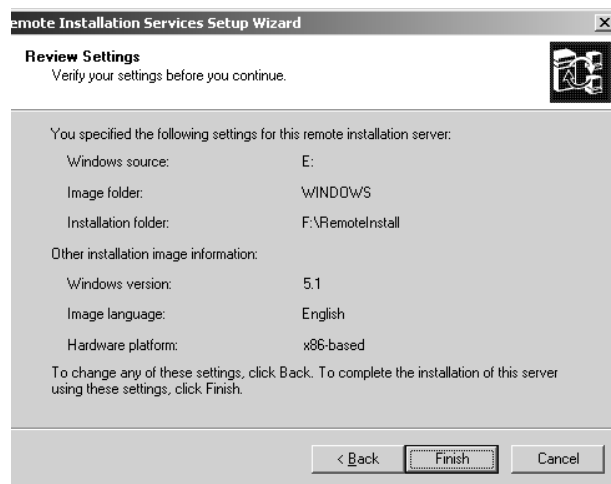 emote Installation Services Setup Wizard
Review Settings
Verify your settings before you continue.
You specified the following settings for this remote installation server:
Windows source: E:
Image folder: WINDOWS
Installation folder: F:\RemoteInstall
Other installation image information:
Windows version: 5.1
Image language: English
Hardware platform: x86-based
To change any of these settings, click Back. To complete the installation of this server
using these settings, click Finish.
< Back Finish Cancel